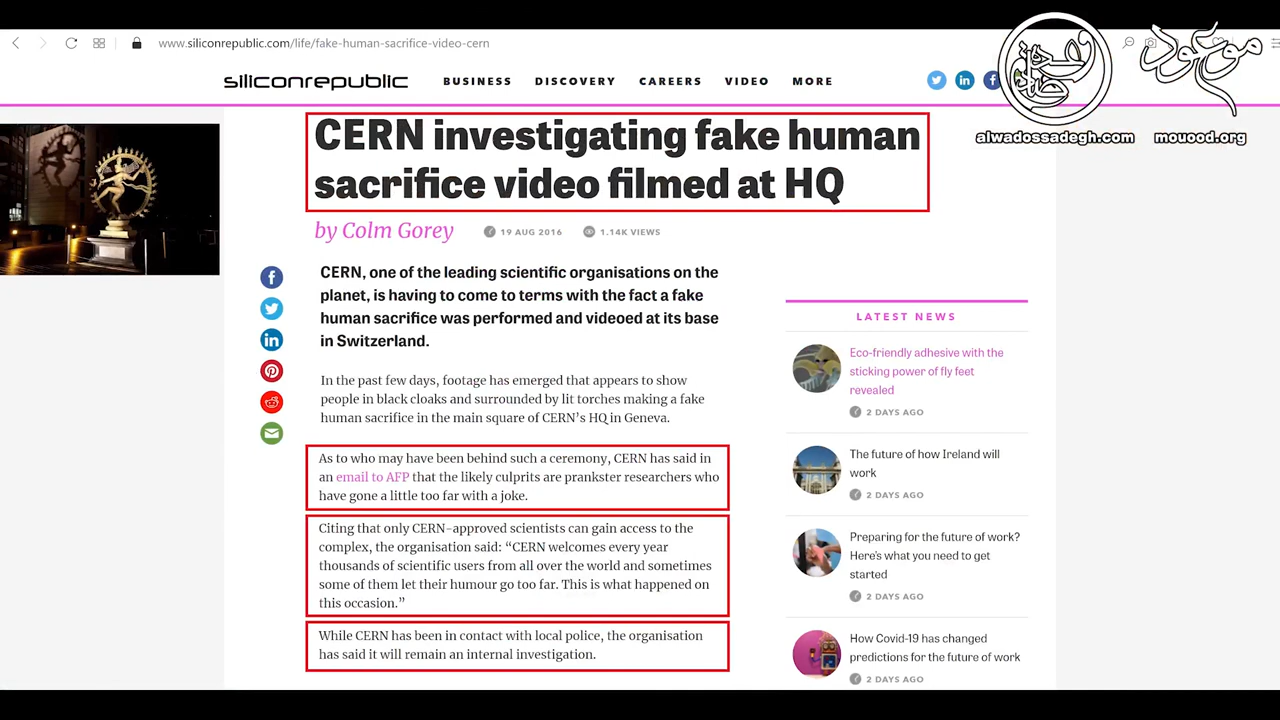 www.siliconrepublic.com/life/fake-human-sacrifice-video-cern
siliconrepublic
BUSINESS DISCOVERY CAREERS VIDEO MORE
موعود
alwadossadegh.com mouood.org
CERN investigating fake human
sacrifice video filmed at HQ
by Colm Gorey 19 AUG 2016 1.14K VIEWS
CERN, one of the leading scientific organisations on the
planet, is having to come to terms with the fact a fake
human sacrifice was performed and videoed at its base
in Switzerland.
In the past few days, footage has emerged that appears to show
people in black cloaks and surrounded by lit torches making a fake
human sacrifice in the main square of CERN's HQ in Geneva.
As to who may have been behind such a ceremony, CERN has said in
an email to AFP that the likely culprits are prankster researchers who
have gone a little too far with a joke.
Citing that only CERN-approved scientists can gain access to the
complex, the organisation said: “CERN welcomes every year
thousands of scientific users from all over the world and sometimes
some of them let their humour go too far. This is what happened on
this occasion.”
While CERN has been in contact with local police, the organisation
has said it will remain an internal investigation.
LATEST NEWS
Eco-friendly adhesive with the
sticking power of fly feet
revealed
2 DAYS AGO
The future of how Ireland will
work
2 DAYS AGO
Preparing for the future of work?
Here's what you need to get
started
2 DAYS AGO
How Covid-19 has changed
predictions for the future of work
2 DAYS AGO